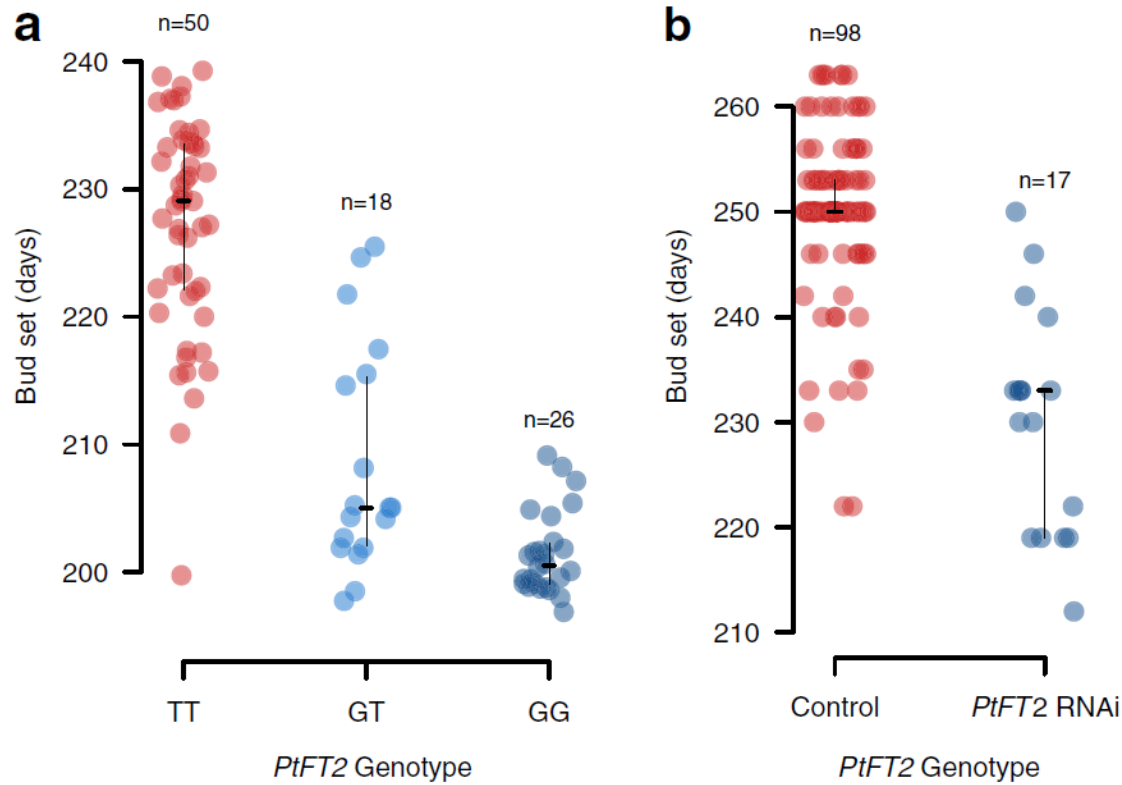 a
n=50
240
230
220
210
200
Bud set (days)
n=18
n=26
TT GT GG
PtFT2 Genotype
b
n=98
260
250
240
230
220
210
Bud set (days)
n=17
Control PtFT2 RNAi
PtFT2 Genotype